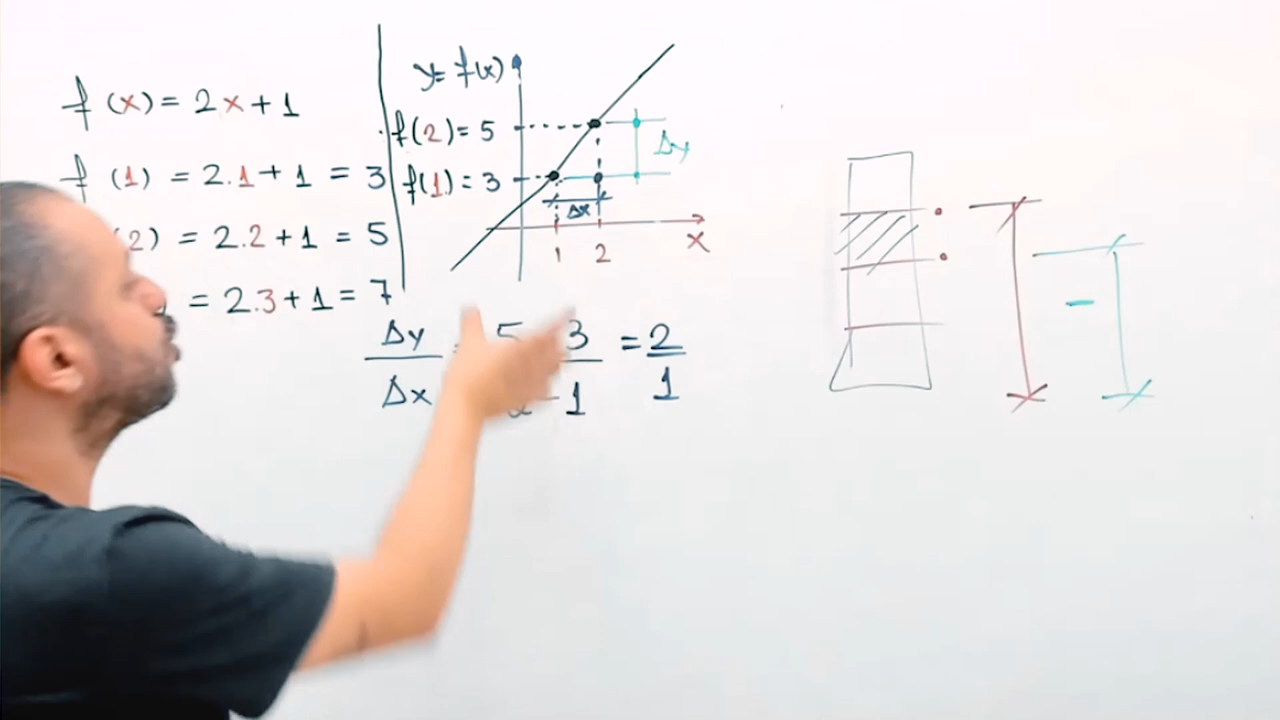 f(x) = 2x + 1
f(1) = 2.1 + 1 = 3
2) = 2.2 + 1 = 5
= 2.3 + 1 = 7
y = f(x)
f(2) = 5
f(1) = 3
Δy
Δx
1 2 x
Δy 5 3 = 2
Δx - 1 1
-